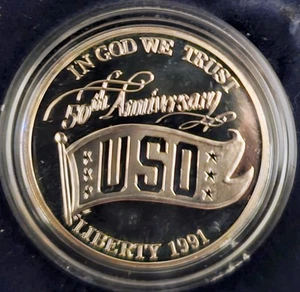 IN GOD WE TRUST
50th Anniversary
USO
LIBERTY 1991